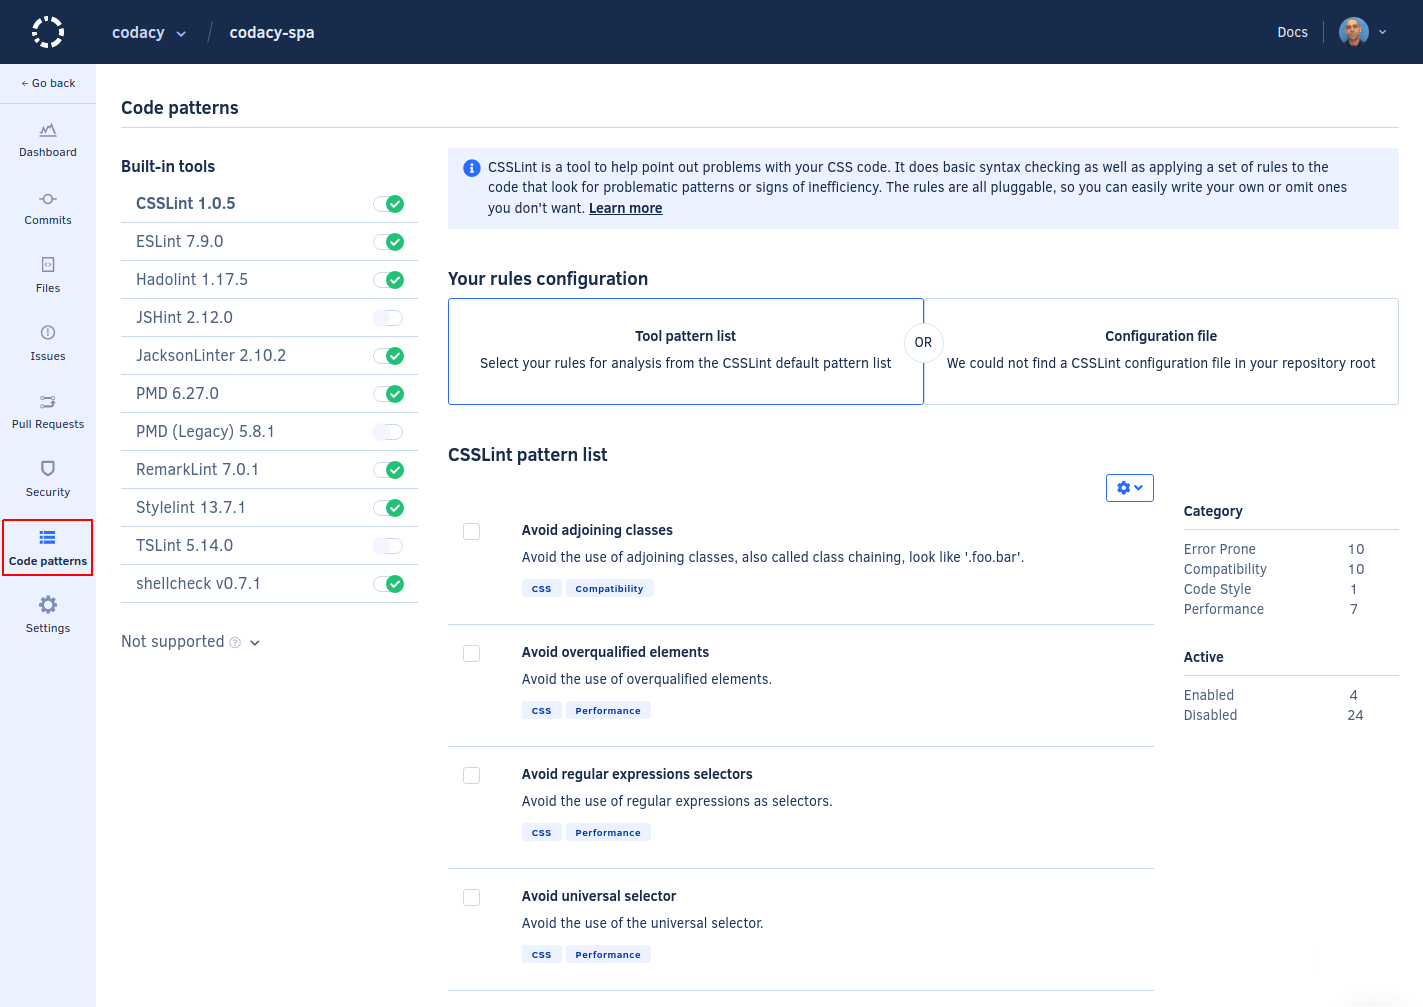 codacy / codacy-spa
Docs
← Go back
Dashboard
Commits
Files
Issues
Pull Requests
Security
Code patterns
Settings
Code patterns
Built-in tools
CSSLint 1.0.5
ESLint 7.9.0
Hadolint 1.17.5
JSHint 2.12.0
JacksonLinter 2.10.2
PMD 6.27.0
PMD (Legacy) 5.8.1
RemarkLint 7.0.1
Stylelint 13.7.1
TSLint 5.14.0
shellcheck v0.7.1
Not supported ?
CSSLint is a tool to help point out problems with your CSS code. It does basic syntax checking as well as applying a set of rules to the
code that look for problematic patterns or signs of inefficiency. The rules are all pluggable, so you can easily write your own or omit ones
you don't want. Learn more
Your rules configuration
Tool pattern list
Select your rules for analysis from the CSSLint default pattern list
OR
Configuration file
We could not find a CSSLint configuration file in your repository root
CSSLint pattern list
Avoid adjoining classes
Avoid the use of adjoining classes, also called class chaining, look like '.foo.bar'.
CSS Compatibility
Avoid overqualified elements
Avoid the use of overqualified elements.
CSS Performance
Avoid regular expressions selectors
Avoid the use of regular expressions as selectors.
CSS Performance
Avoid universal selector
Avoid the use of the universal selector.
CSS Performance
Category
Error Prone 10
Compatibility 10
Code Style 1
Performance 7
Active
Enabled 4
Disabled 24